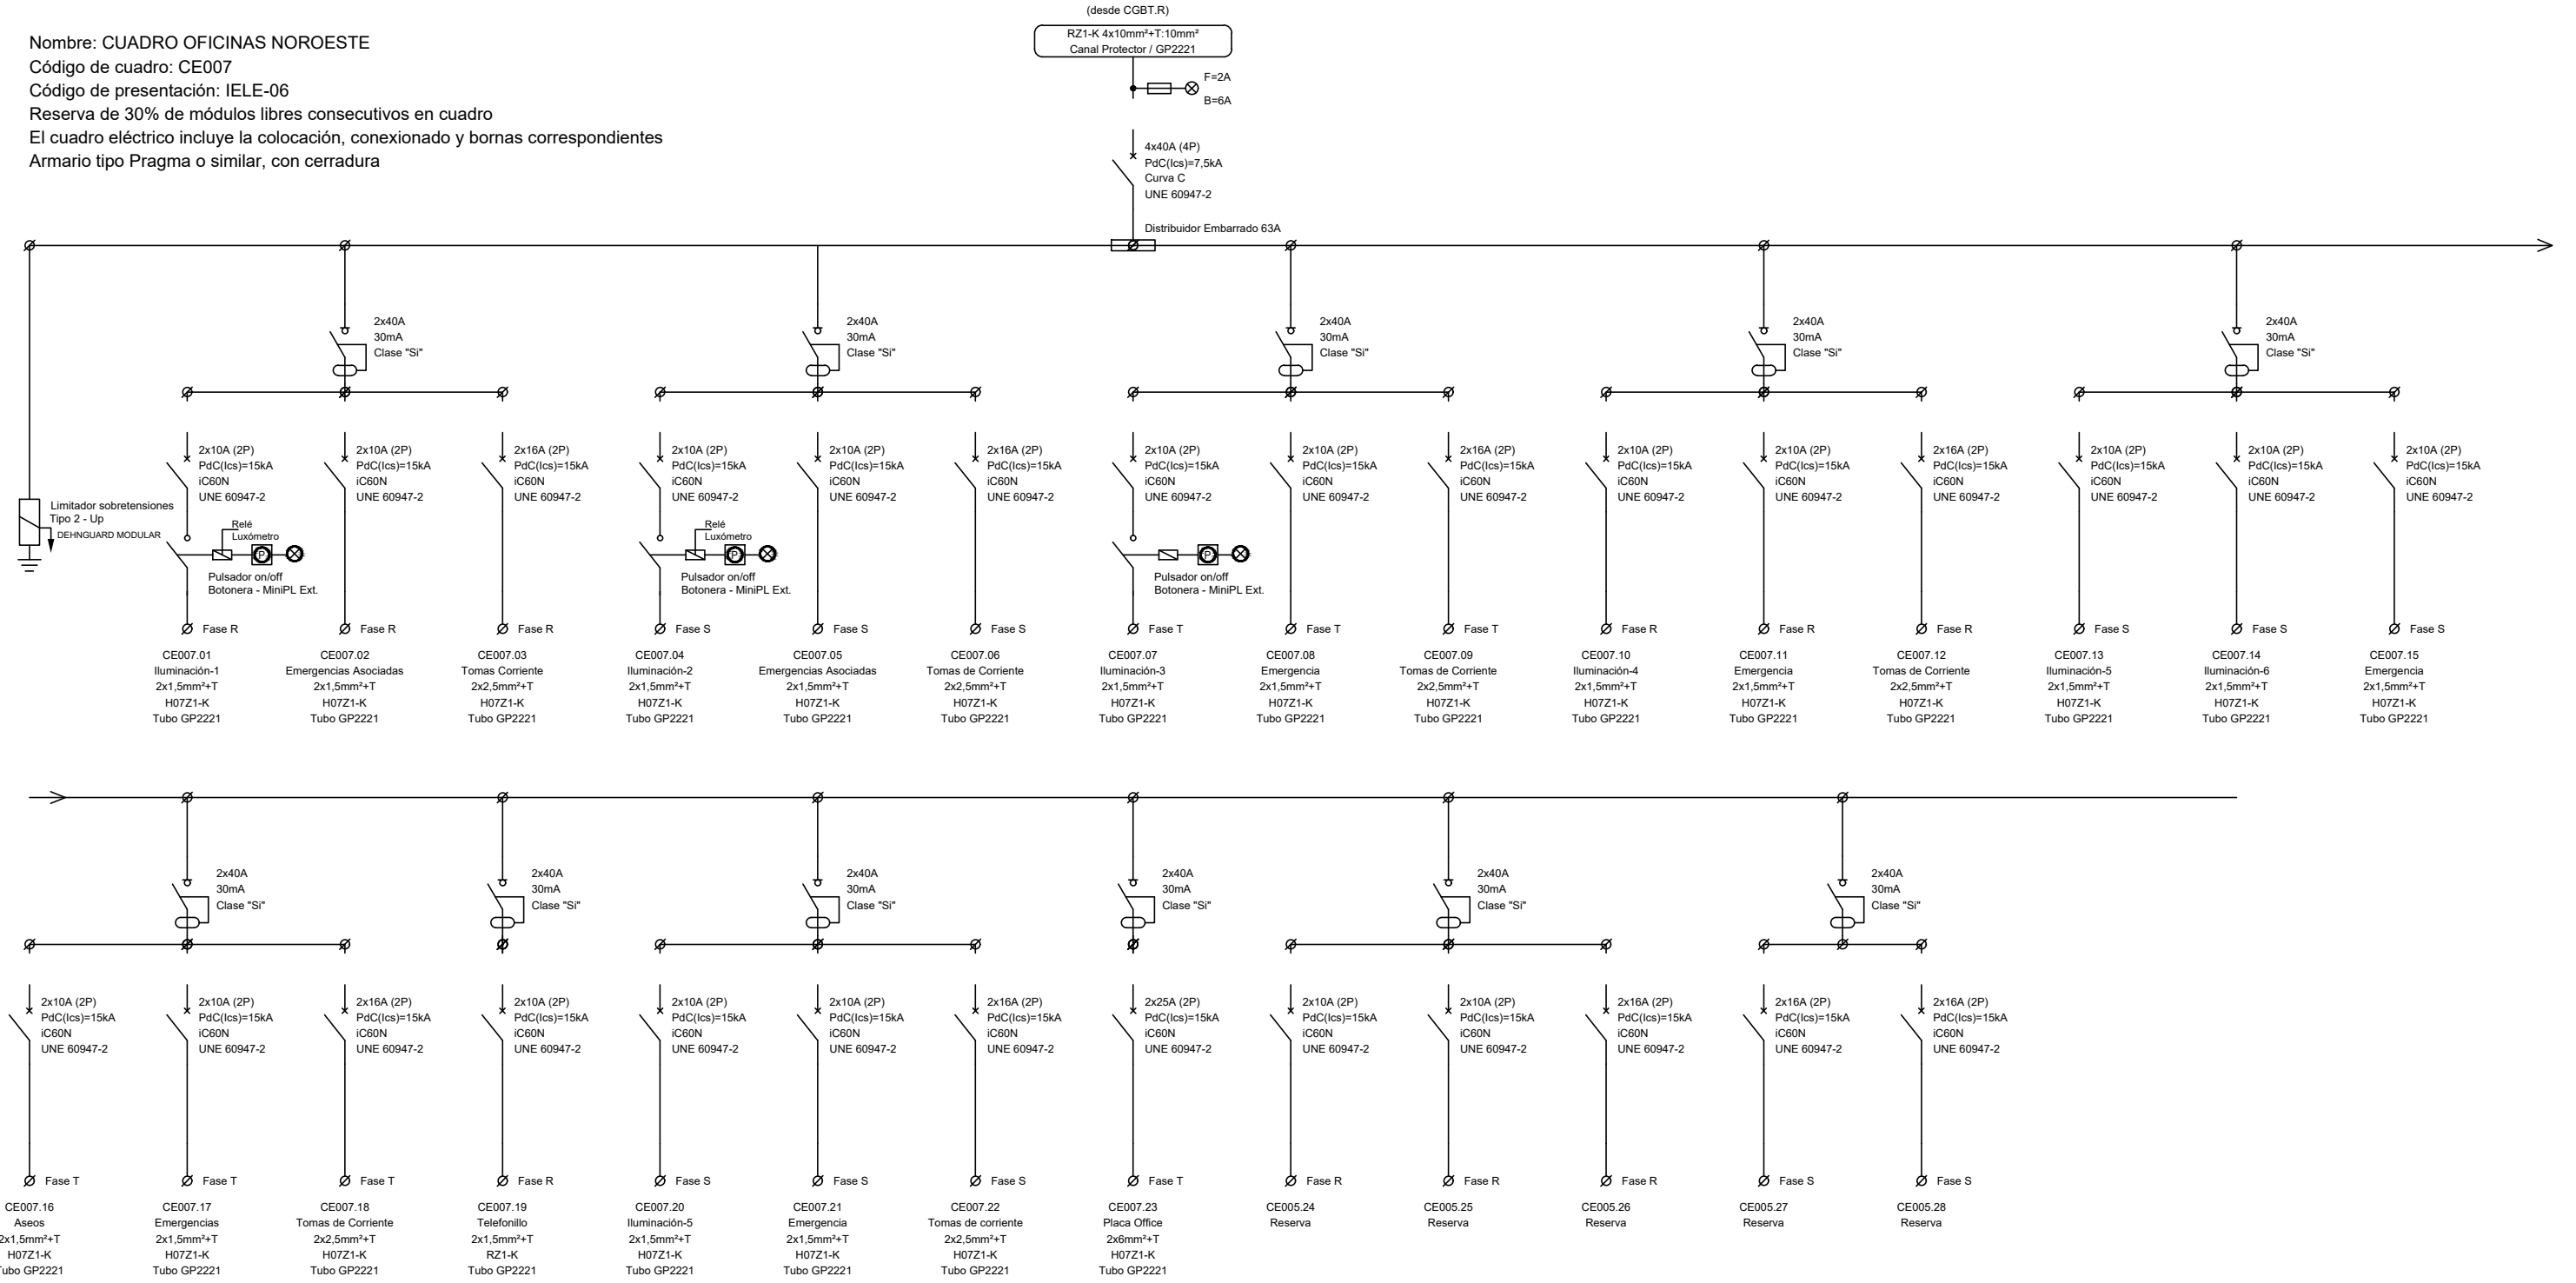 (desde CGBT.R)
RZ1-K 4x10mm²+T:10mm²
Canal Protector / GP2221
F=2A
B=6A
Nombre: CUADRO OFICINAS NOROESTE
Código de cuadro: CE007
Código de presentación: IELE-06
Reserva de 30% de módulos libres consecutivos en cuadro
El cuadro eléctrico incluye la colocación, conexionado y bornas correspondientes
Armario tipo Pragma o similar, con cerradura
4x40A (4P)
PdC(Ics)=7,5kA
Curva C
UNE 60947-2
Distribuidor Embarrado 63A
2x40A
30mA
Clase "Si"
2x40A
30mA
Clase "Si"
2x40A
30mA
Clase "Si"
2x40A
30mA
Clase "Si"
2x40A
30mA
Clase "Si"
Limitador sobretensiones
Tipo 2 - Up
DEHNGUARD MODULAR
2x10A (2P)
PdC(Ics)=15kA
iC60N
UNE 60947-2
Relé
Luxómetro
P
Pulsador on/off
Botonera - MiniPL Ext.
Fase R
CE007.01
Iluminación-1
2x1,5mm²+T
H07Z1-K
Tubo GP2221
2x10A (2P)
PdC(Ics)=15kA
iC60N
UNE 60947-2
Fase R
CE007.02
Emergencias Asociadas
2x1,5mm²+T
H07Z1-K
Tubo GP2221
2x16A (2P)
PdC(Ics)=15kA
iC60N
UNE 60947-2
Fase R
CE007.03
Tomas Corriente
2x2,5mm²+T
H07Z1-K
Tubo GP2221
2x10A (2P)
PdC(Ics)=15kA
iC60N
UNE 60947-2
Relé
Luxómetro
P
Pulsador on/off
Botonera - MiniPL Ext.
Fase S
CE007.04
Iluminación-2
2x1,5mm²+T
H07Z1-K
Tubo GP2221
2x10A (2P)
PdC(Ics)=15kA
iC60N
UNE 60947-2
Fase S
CE007.05
Emergencias Asociadas
2x1,5mm²+T
H07Z1-K
Tubo GP2221
2x16A (2P)
PdC(Ics)=15kA
iC60N
UNE 60947-2
Fase S
CE007.06
Tomas de Corriente
2x2,5mm²+T
H07Z1-K
Tubo GP2221
2x10A (2P)
PdC(Ics)=15kA
iC60N
UNE 60947-2
P
Pulsador on/off
Botonera - MiniPL Ext.
Fase T
CE007.07
Iluminación-3
2x1,5mm²+T
H07Z1-K
Tubo GP2221
2x10A (2P)
PdC(Ics)=15kA
iC60N
UNE 60947-2
Fase T
CE007.08
Emergencia
2x1,5mm²+T
H07Z1-K
Tubo GP2221
2x16A (2P)
PdC(Ics)=15kA
iC60N
UNE 60947-2
Fase T
CE007.09
Tomas de Corriente
2x2,5mm²+T
H07Z1-K
Tubo GP2221
2x10A (2P)
PdC(Ics)=15kA
iC60N
UNE 60947-2
Fase R
CE007.10
Iluminación-4
2x1,5mm²+T
H07Z1-K
Tubo GP2221
2x10A (2P)
PdC(Ics)=15kA
iC60N
UNE 60947-2
Fase R
CE007.11
Emergencia
2x1,5mm²+T
H07Z1-K
Tubo GP2221
2x16A (2P)
PdC(Ics)=15kA
iC60N
UNE 60947-2
Fase R
CE007.12
Tomas de Corriente
2x2,5mm²+T
H07Z1-K
Tubo GP2221
2x10A (2P)
PdC(Ics)=15kA
iC60N
UNE 60947-2
Fase S
CE007.13
Iluminación-5
2x1,5mm²+T
H07Z1-K
Tubo GP2221
2x10A (2P)
PdC(Ics)=15kA
iC60N
UNE 60947-2
Fase S
CE007.14
Iluminación-6
2x1,5mm²+T
H07Z1-K
Tubo GP2221
2x10A (2P)
PdC(Ics)=15kA
iC60N
UNE 60947-2
Fase S
CE007.15
Emergencia
2x1,5mm²+T
H07Z1-K
Tubo GP2221
2x40A
30mA
Clase "Si"
2x40A
30mA
Clase "Si"
2x40A
30mA
Clase "Si"
2x40A
30mA
Clase "Si"
2x40A
30mA
Clase "Si"
2x40A
30mA
Clase "Si"
2x10A (2P)
PdC(Ics)=15kA
iC60N
UNE 60947-2
Fase T
CE007.16
Aseos
2x1,5mm²+T
H07Z1-K
Tubo GP2221
2x10A (2P)
PdC(Ics)=15kA
iC60N
UNE 60947-2
Fase T
CE007.17
Emergencias
2x1,5mm²+T
H07Z1-K
Tubo GP2221
2x16A (2P)
PdC(Ics)=15kA
iC60N
UNE 60947-2
Fase T
CE007.18
Tomas de Corriente
2x2,5mm²+T
H07Z1-K
Tubo GP2221
2x10A (2P)
PdC(Ics)=15kA
iC60N
UNE 60947-2
Fase R
CE007.19
Telefonillo
2x1,5mm²+T
RZ1-K
Tubo GP2221
2x10A (2P)
PdC(Ics)=15kA
iC60N
UNE 60947-2
Fase S
CE007.20
Iluminación-5
2x1,5mm²+T
H07Z1-K
Tubo GP2221
2x10A (2P)
PdC(Ics)=15kA
iC60N
UNE 60947-2
Fase S
CE007.21
Emergencia
2x1,5mm²+T
H07Z1-K
Tubo GP2221
2x16A (2P)
PdC(Ics)=15kA
iC60N
UNE 60947-2
Fase S
CE007.22
Tomas de corriente
2x2,5mm²+T
H07Z1-K
Tubo GP2221
2x25A (2P)
PdC(Ics)=15kA
iC60N
UNE 60947-2
Fase T
CE007.23
Placa Office
2x6mm²+T
H07Z1-K
Tubo GP2221
2x10A (2P)
PdC(Ics)=15kA
iC60N
UNE 60947-2
Fase R
CE005.24
Reserva
2x10A (2P)
PdC(Ics)=15kA
iC60N
UNE 60947-2
Fase R
CE005.25
Reserva
2x16A (2P)
PdC(Ics)=15kA
iC60N
UNE 60947-2
Fase R
CE005.26
Reserva
2x16A (2P)
PdC(Ics)=15kA
iC60N
UNE 60947-2
Fase S
CE005.27
Reserva
2x16A (2P)
PdC(Ics)=15kA
iC60N
UNE 60947-2
Fase S
CE005.28
Reserva